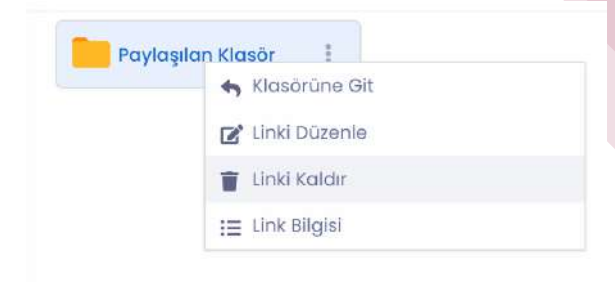 Paylaşılan Klasör
Klasörüne Git
Linki Düzenle
Linki Kaldır
Link Bilgisi